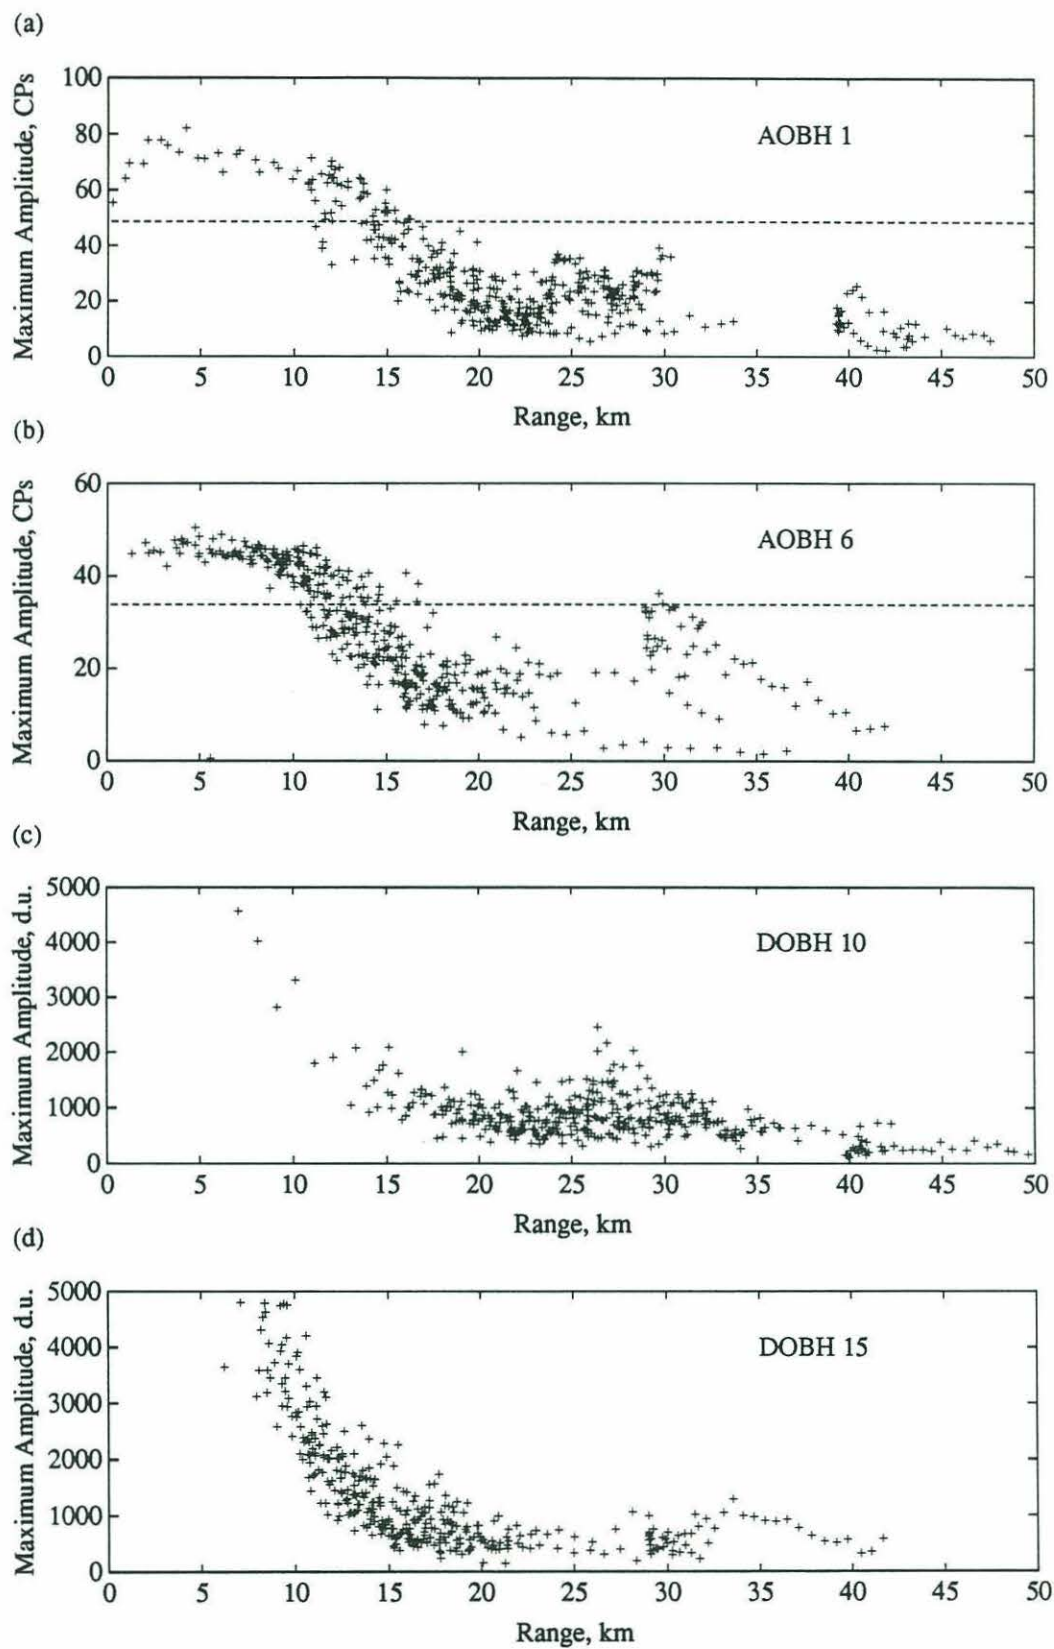 (a)
Maximum Amplitude, CPs
100
80
60
40
20
0
AOBH 1
0 5 10 15 20 25 30 35 40 45 50
Range, km
(b)
Maximum Amplitude, CPs
60
40
20
0
AOBH 6
0 5 10 15 20 25 30 35 40 45 50
Range, km
(c)
Maximum Amplitude, d.u.
5000
4000
3000
2000
1000
0
DOBH 10
0 5 10 15 20 25 30 35 40 45 50
Range, km
(d)
Maximum Amplitude, d.u.
5000
4000
3000
2000
1000
0
DOBH 15
0 5 10 15 20 25 30 35 40 45 50
Range, km